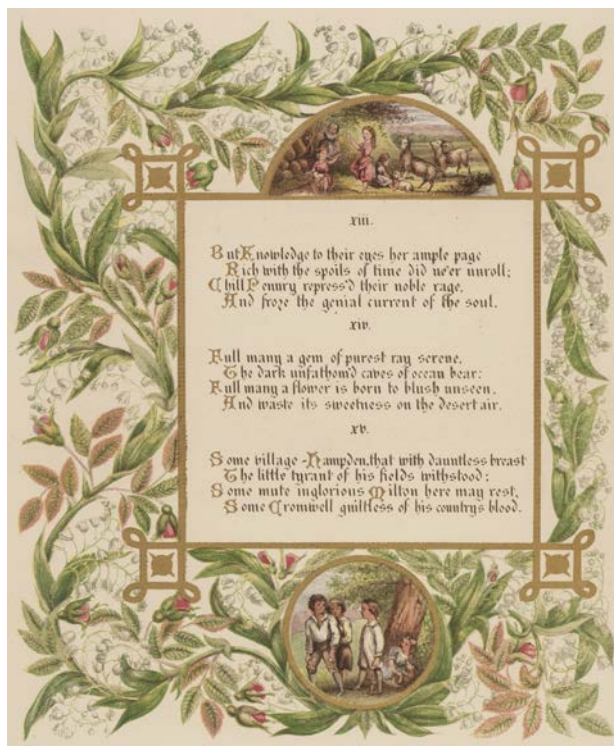 xiii.
But Knowledge to their eyes her ample page
Rich with the spoils of time did ne'er unroll;
Chill Penury repress'd their noble rage,
And froze the genial current of the soul.
xiv.
Full many a gem of purest ray serene,
The dark unfathom'd caves of ocean bear:
Full many a flower is born to blush unseen,
And waste its sweetness on the desert air.
xv.
Some village-Hampden, that with dauntless breast
The little tyrant of his fields withstood;
Some mute inglorious Milton here may rest,
Some Cromwell guiltless of his country's blood.